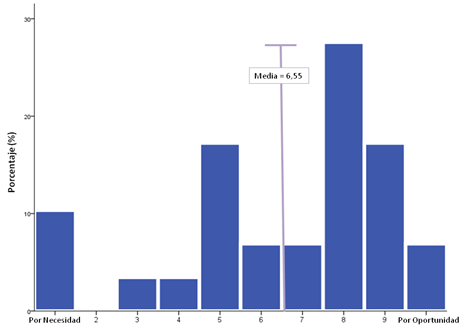 30
Media = 6,55
20
Porcentaje (%)
10
0
Por Necesidad 2 3 4 5 6 7 8 9 Por Oportunidad